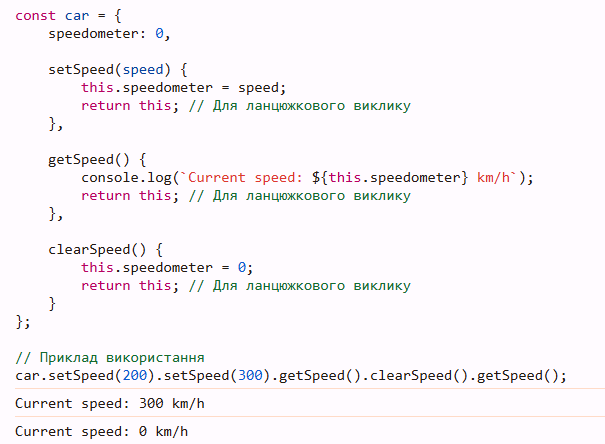 const car = {
    speedometer: 0,

    setSpeed(speed) {
        this.speedometer = speed;
        return this; // Для ланцюжкового виклику
    },

    getSpeed() {
        console.log(`Current speed: ${this.speedometer} km/h`);
        return this; // Для ланцюжкового виклику
    },

    clearSpeed() {
        this.speedometer = 0;
        return this; // Для ланцюжкового виклику
    }
};

// Приклад використання
car.setSpeed(200).setSpeed(300).getSpeed().clearSpeed().getSpeed();
Current speed: 300 km/h
Current speed: 0 km/h